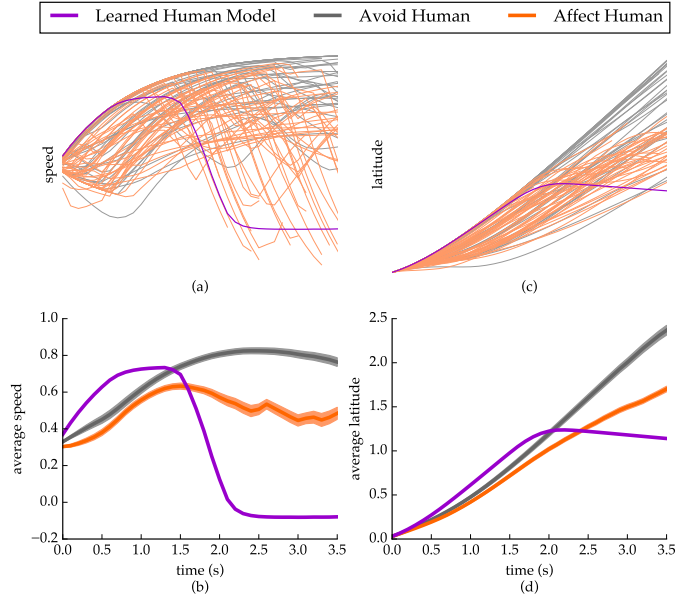 Learned Human Model Avoid Human Affect Human
speed
(a)
latitude
(c)
average speed
1.0
0.8
0.6
0.4
0.2
0.0
−0.2
0.0 0.5 1.0 1.5 2.0 2.5 3.0 3.5
time (s)
(b)
average latitude
2.5
2.0
1.5
1.0
0.5
0.0
0.0 0.5 1.0 1.5 2.0 2.5 3.0 3.5
time (s)
(d)